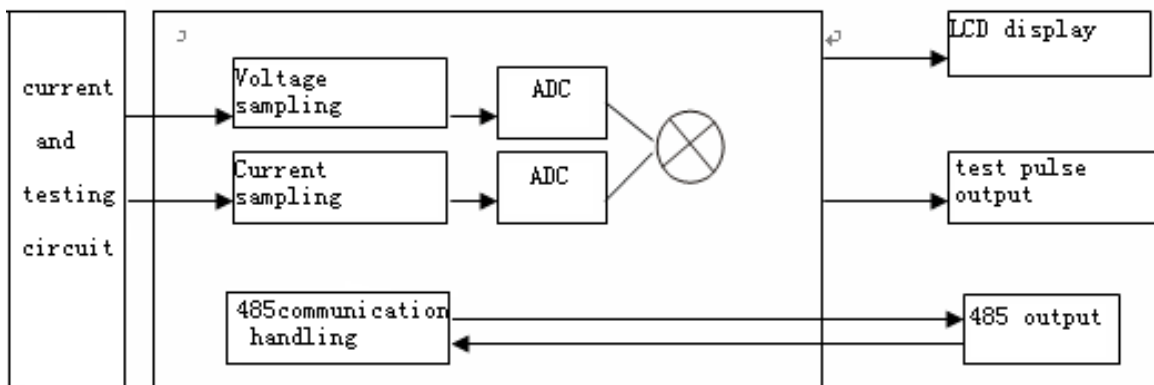 current
and
testing
circuit
Voltage
sampling
ADC
Current
sampling
ADC
485communication
handling
LCD display
test pulse
output
485 output